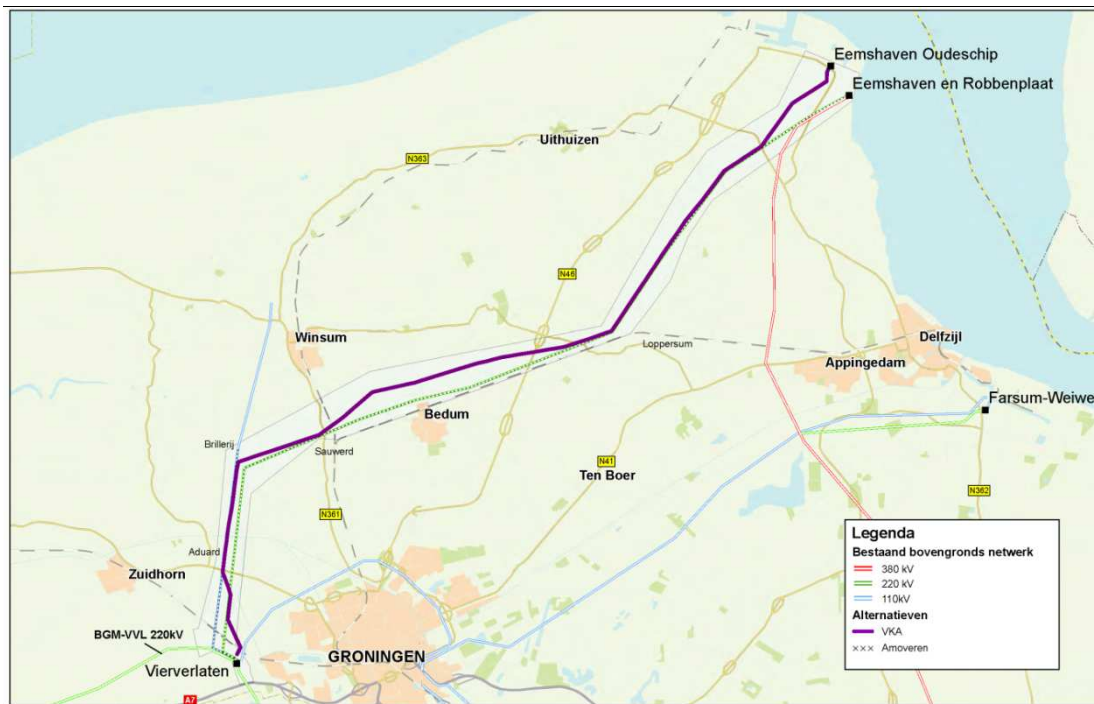 Eemshaven Oudeschip
Eemshaven en Robbenplaat
Uithuizen
N363
N46
Winsum
Loppersum
Delfzijl
Appingedam
Farsum-Weiwe
Bedum
Brillerij
Sauwerd
Ten Boer
N41
N362
N361
Aduard
Zuidhorn
BGM-VVL 220kV
Vierverlaten
GRONINGEN
A7
Legenda
Bestaand bovengronds netwerk
380 kV
220 kV
110kV
Alternatieven
VKA
Amoveren